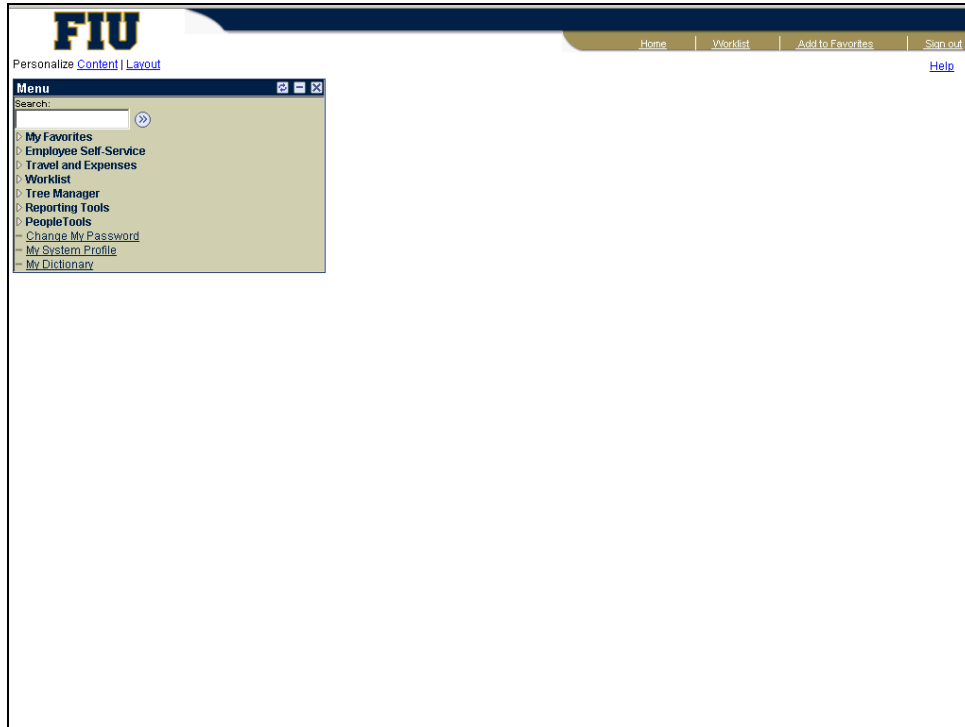 FIU
Home Worklist Add to Favorites Sign out
Personalize Content | Layout Help
Menu
Search:
My Favorites
Employee Self-Service
Travel and Expenses
Worklist
Tree Manager
Reporting Tools
PeopleTools
Change My Password
My System Profile
My Dictionary